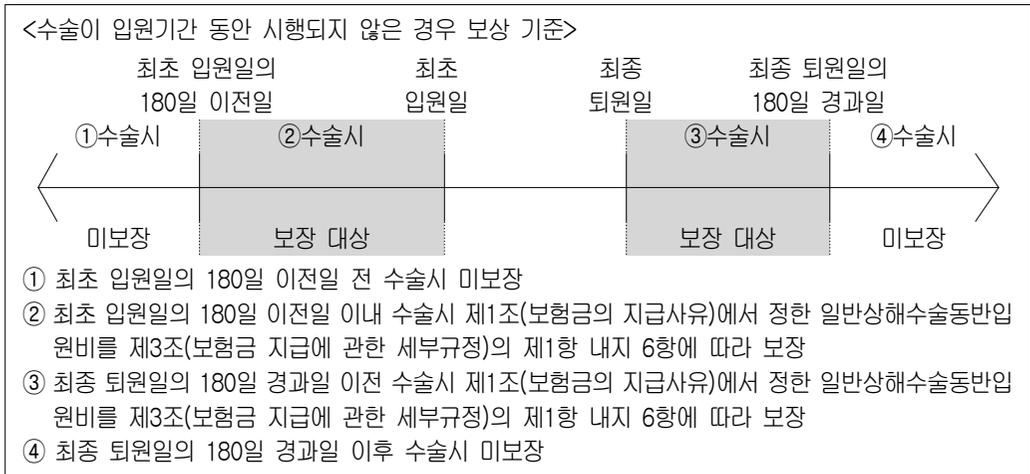 <수술이 입원기간 동안 시행되지 않은 경우 보상 기준>
최초 입원일의 최초 최종 최종 퇴원일의
180일 이전일 입원일 퇴원일 180일 경과일
①수술시 ②수술시 ③수술시 ④수술시
미보장 보장 대상 보장 대상 미보장
① 최초 입원일의 180일 이전일 전 수술시 미보장
② 최초 입원일의 180일 이전일 이내 수술시 제1조(보험금의 지급사유)에서 정한 일반상해수술동반입
원비를 제3조(보험금 지급에 관한 세부규정)의 제1항 내지 6항에 따라 보장
③ 최종 퇴원일의 180일 경과일 이전 수술시 제1조(보험금의 지급사유)에서 정한 일반상해수술동반입
원비를 제3조(보험금 지급에 관한 세부규정)의 제1항 내지 6항에 따라 보장
④ 최종 퇴원일의 180일 경과일 이후 수술시 미보장